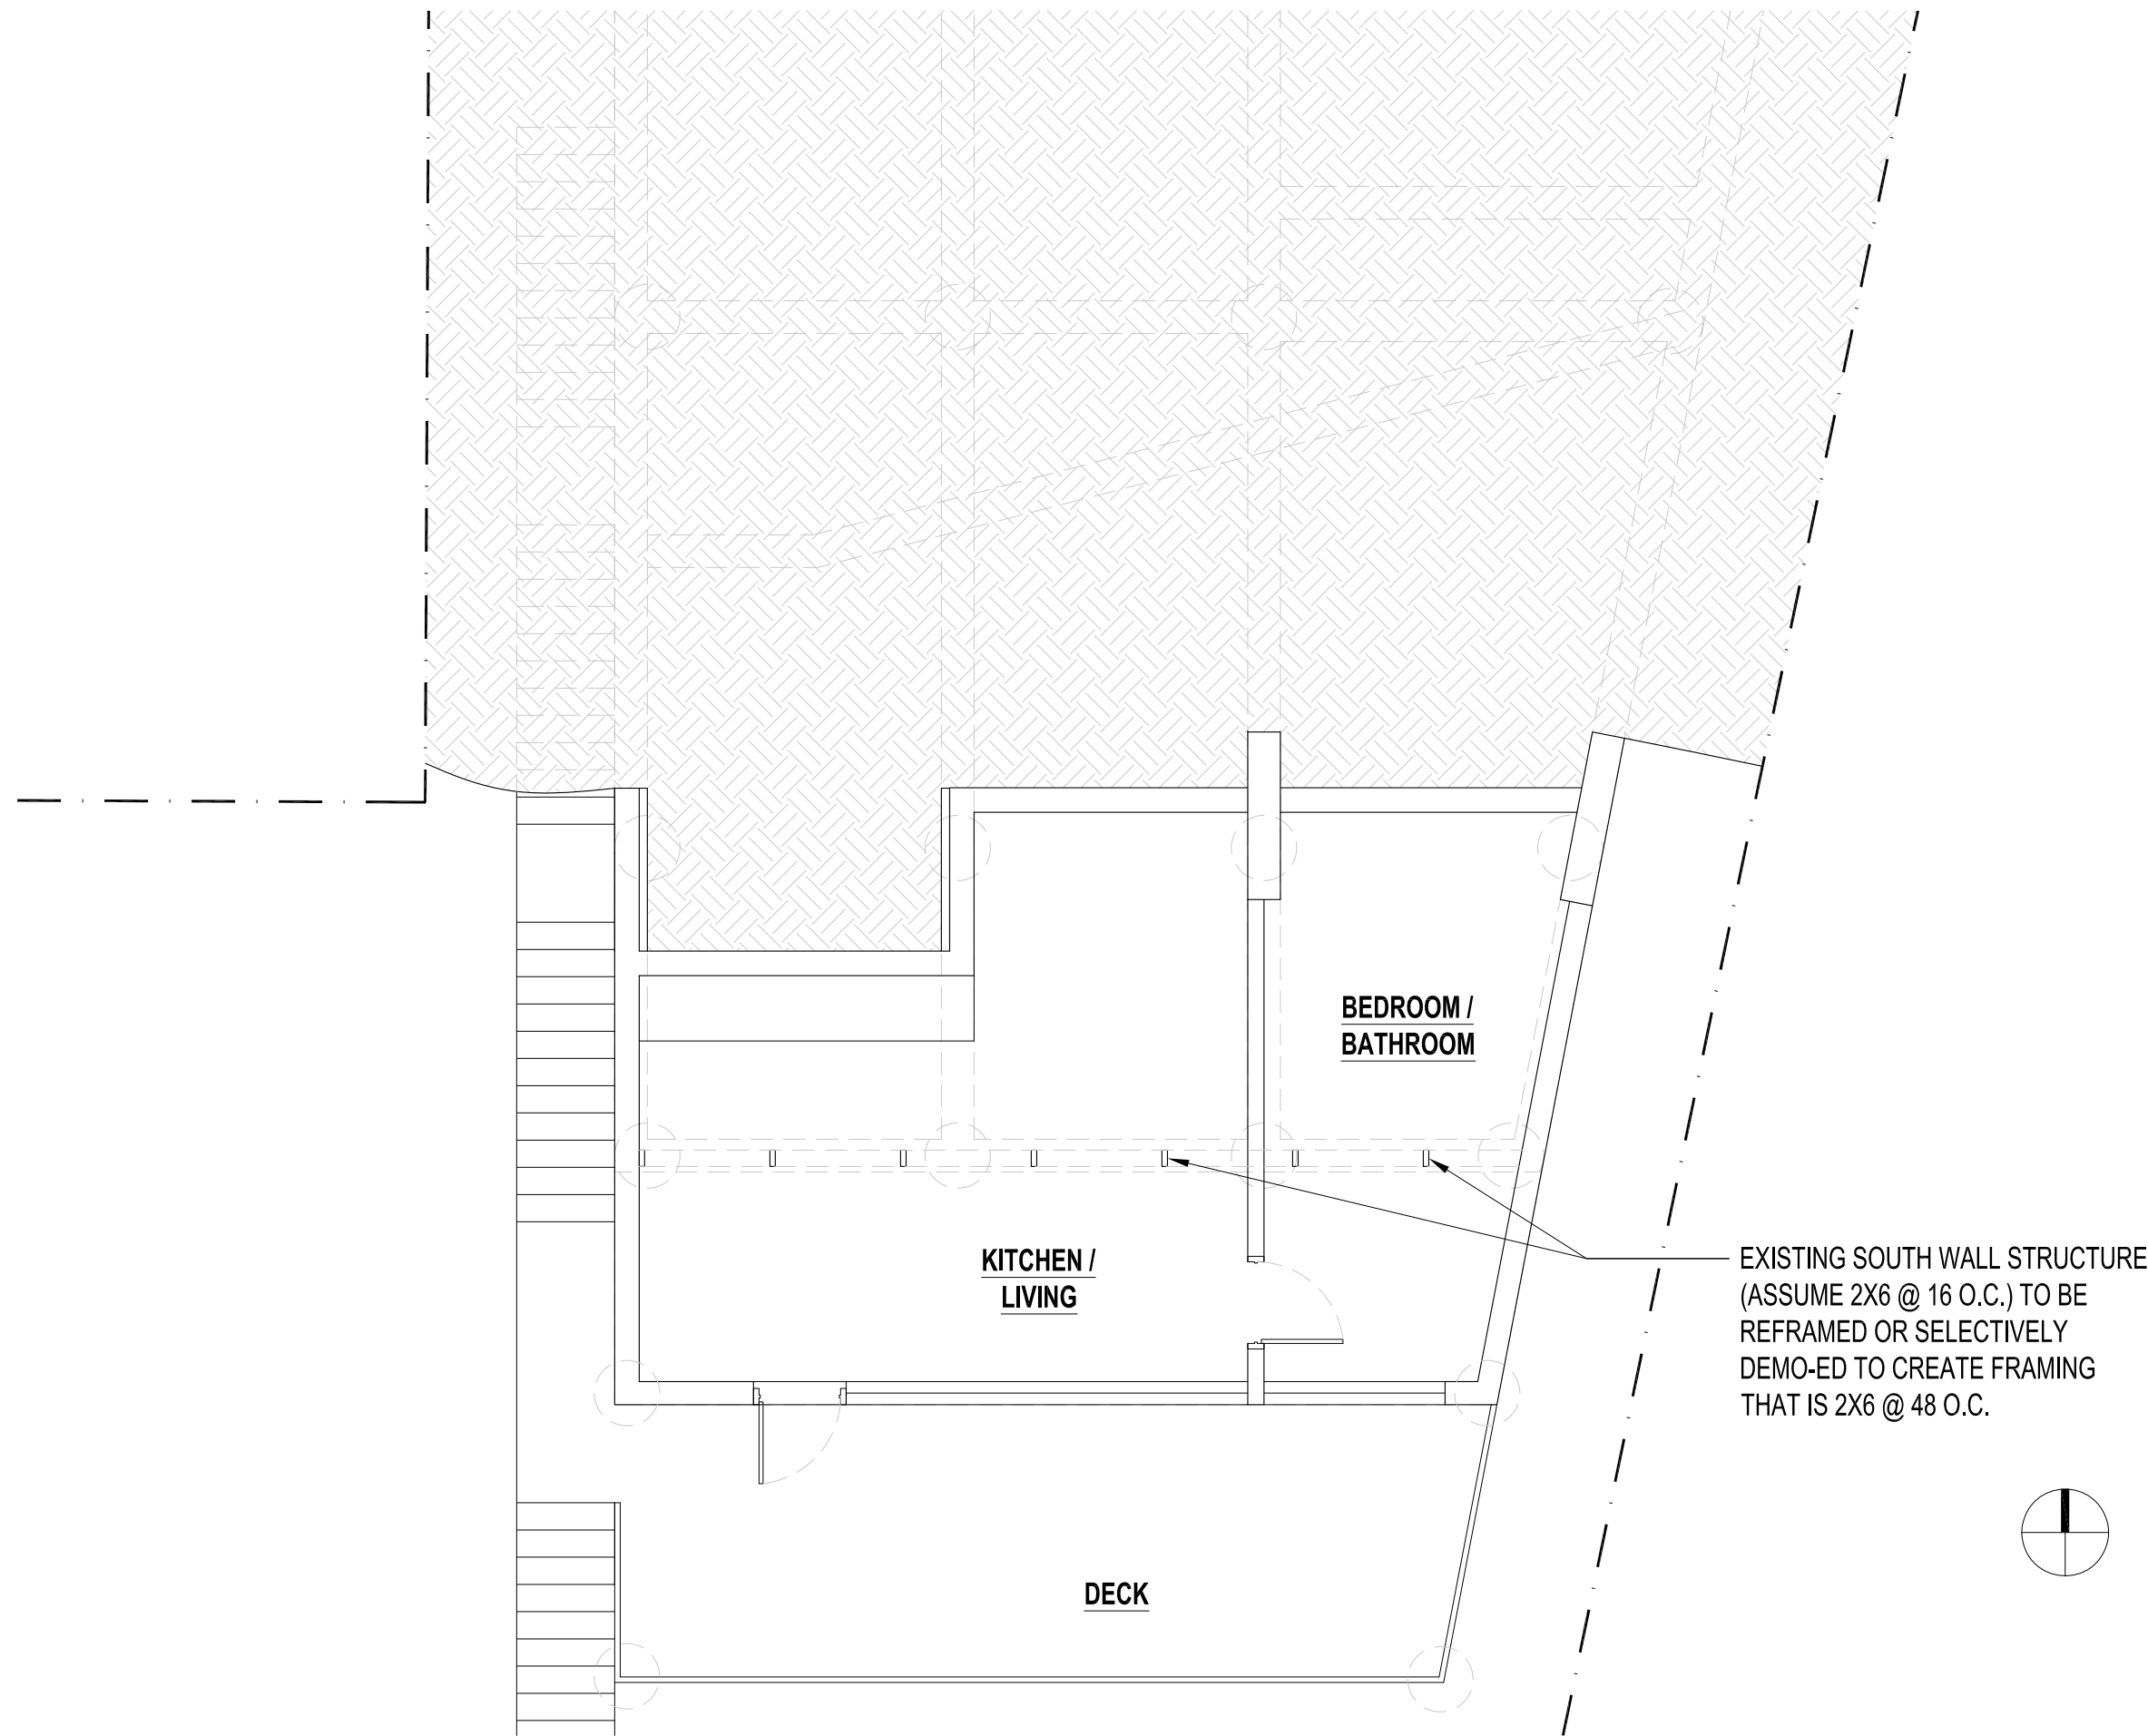 BEDROOM /
BATHROOM
KITCHEN /
LIVING
EXISTING SOUTH WALL STRUCTURE
(ASSUME 2X6 @ 16 O.C.) TO BE
REFRAMED OR SELECTIVELY
DEMO-ED TO CREATE FRAMING
THAT IS 2X6 @ 48 O.C.
DECK